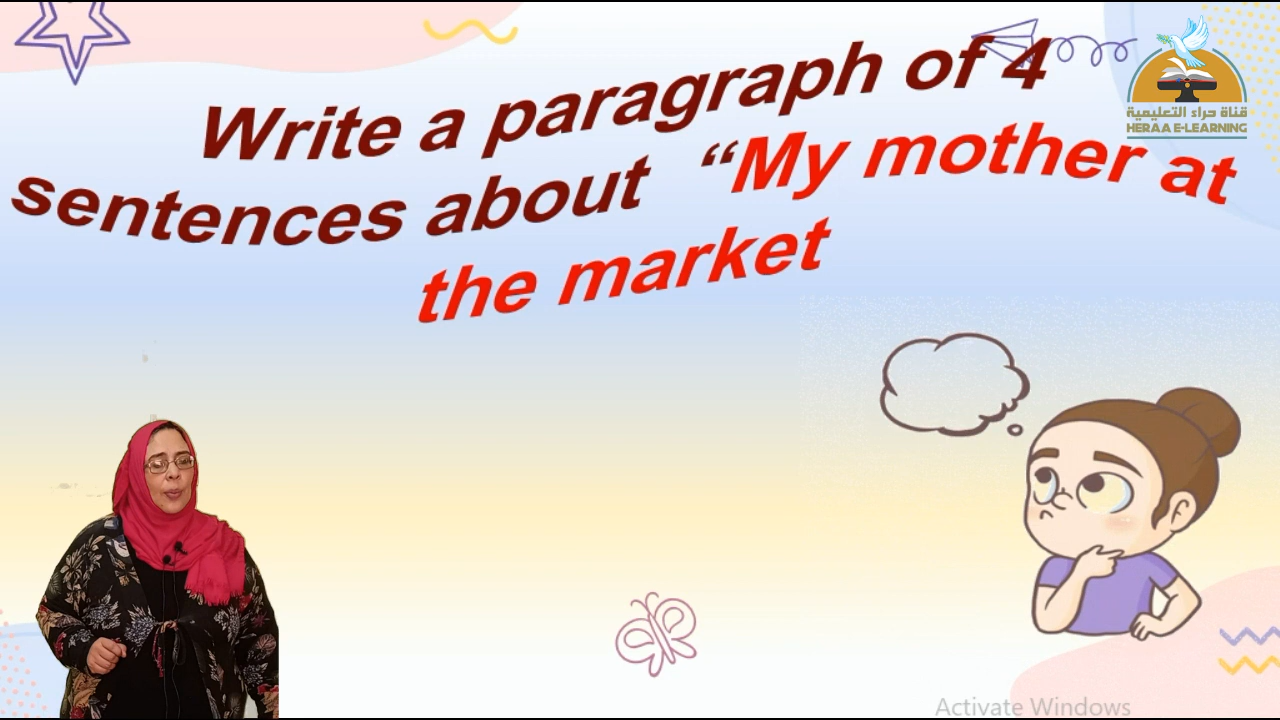 Write a paragraph of 4
sentences about “My mother at
the market
قناة حراء التعليمية
HERAA E-LEARNING
Activate Windows